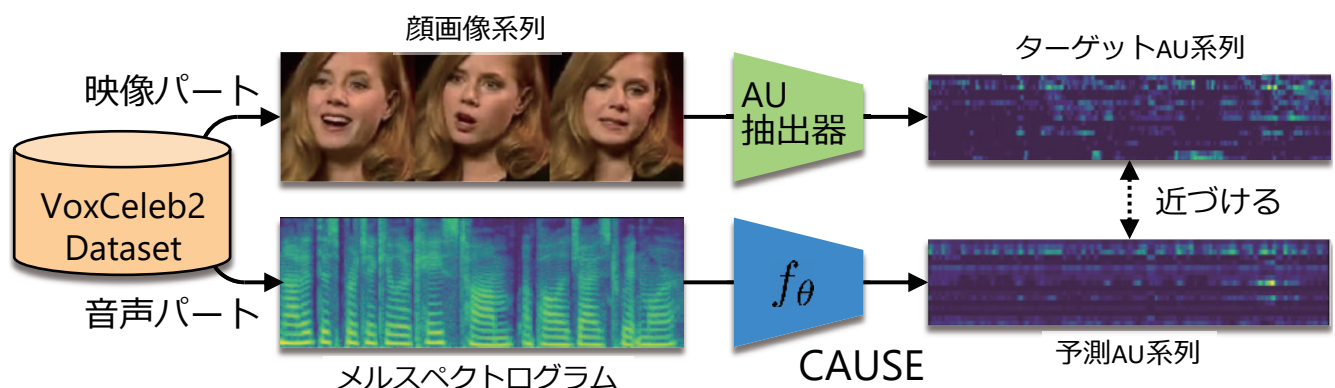 顔画像系列
ターゲットAU系列
映像パート
AU
抽出器
VoxCeleb2
Dataset
近づける
音声パート
fθ
CAUSE
メルスペクトログラム
予測AU系列